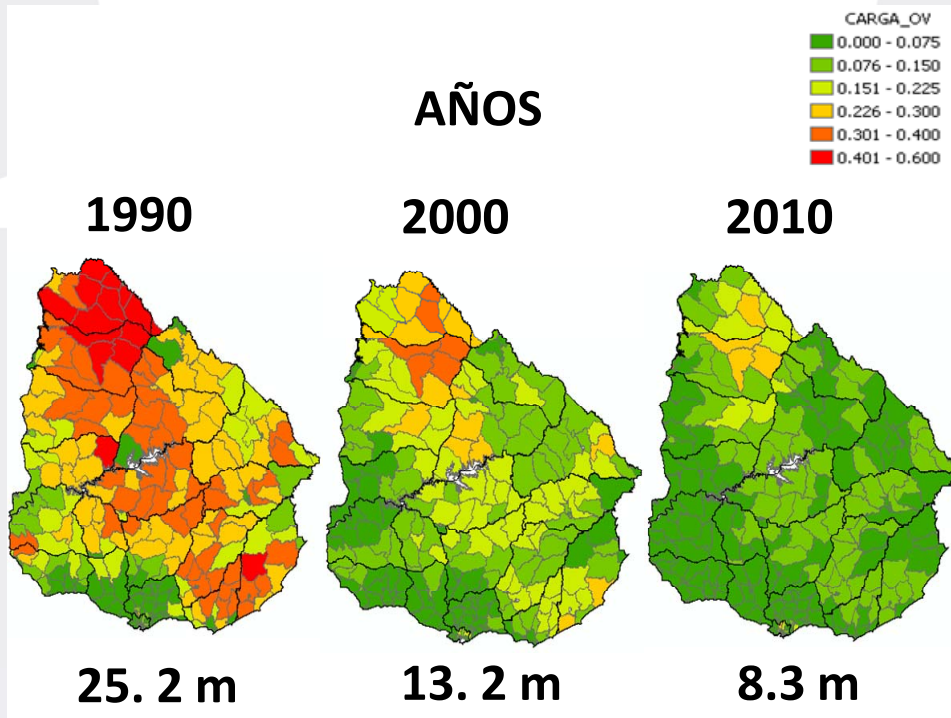 CARGA_OV
0.000 - 0.075
0.076 - 0.150
0.151 - 0.225
0.226 - 0.300
0.301 - 0.400
0.401 - 0.600
AÑOS
1990
2000
2010
25. 2 m
13. 2 m
8.3 m